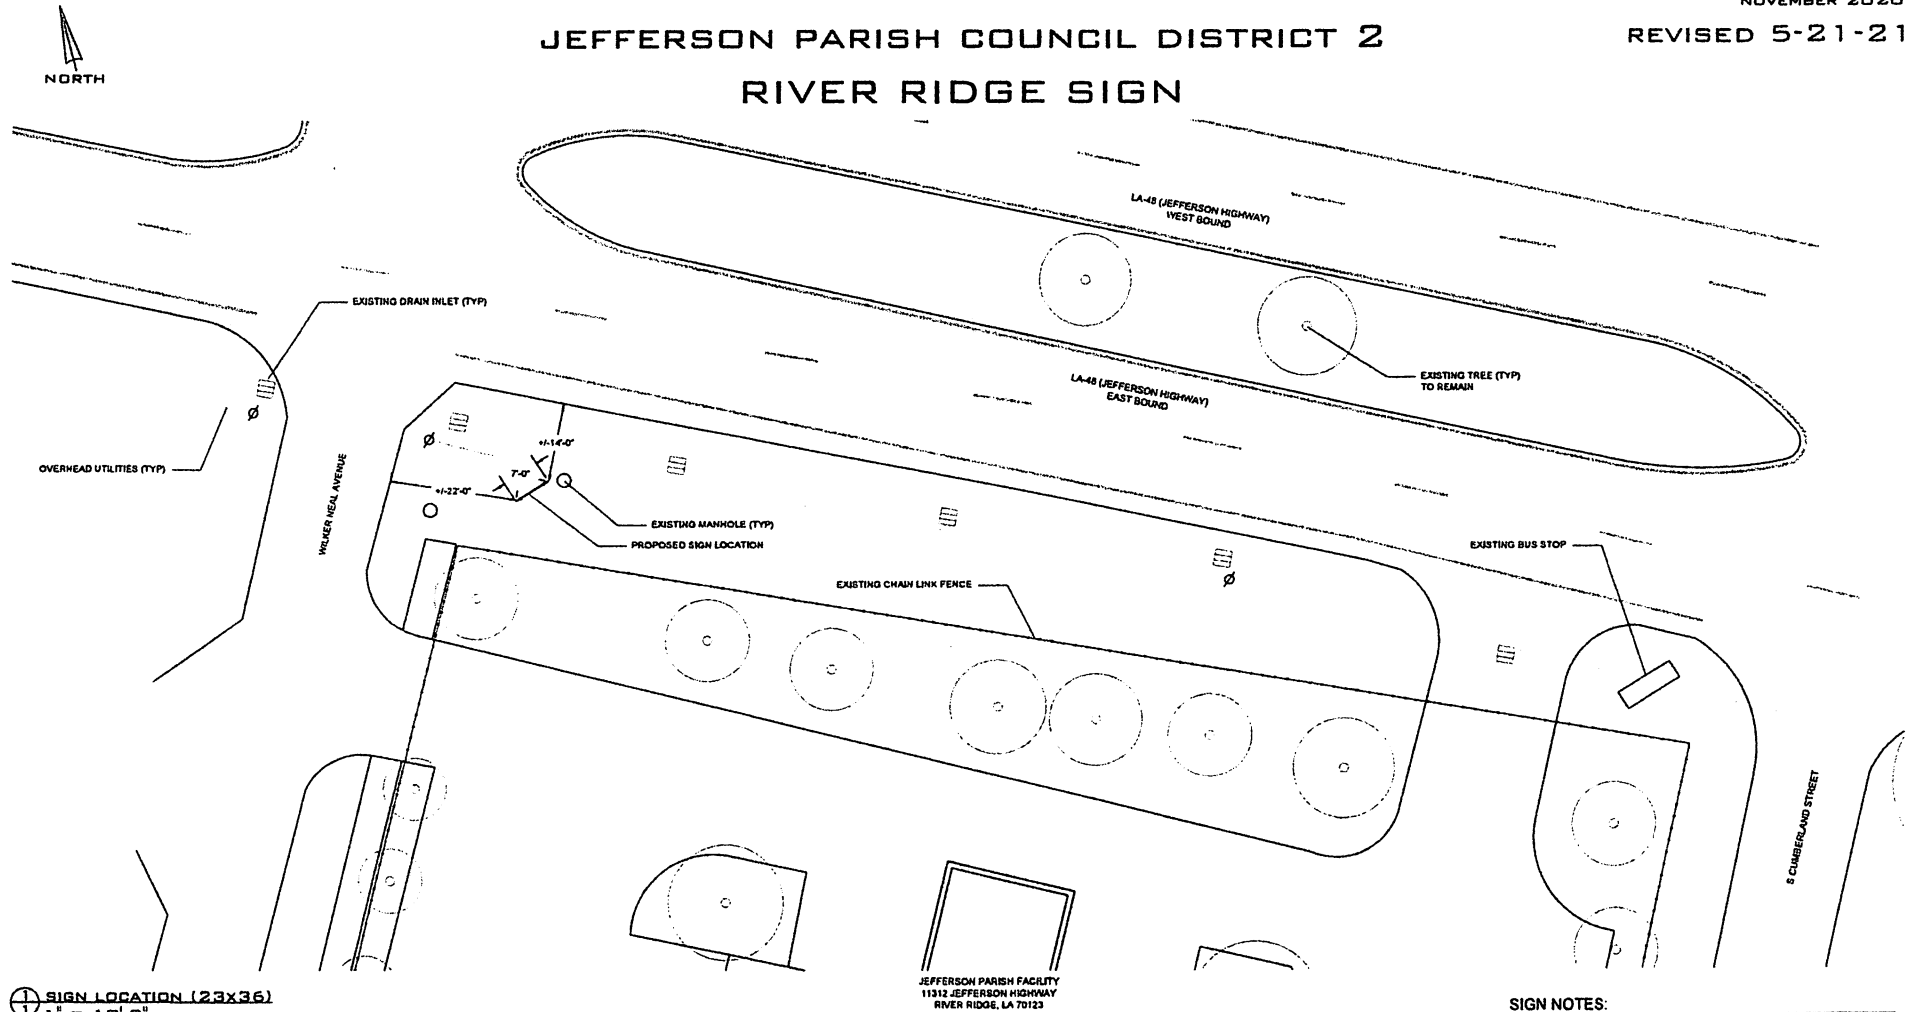 NOVEMBER 2020
JEFFERSON PARISH COUNCIL DISTRICT 2
REVISED 5-21-21
NORTH
RIVER RIDGE SIGN
LA-48 (JEFFERSON HIGHWAY)
WEST BOUND
EXISTING DRAIN INLET (TYP)
EXISTING TREE (TYP)
TO REMAIN
LA-48 (JEFFERSON HIGHWAY)
EAST BOUND
OVERHEAD UTILITIES (TYP)
WILKER NEAL AVENUE
+/-14'-0"
7'-0"
+/-22'-0"
EXISTING MANHOLE (TYP)
PROPOSED SIGN LOCATION
EXISTING BUS STOP
EXISTING CHAIN LINK FENCE
S CUMBERLAND STREET
JEFFERSON PARISH FACILITY
11312 JEFFERSON HIGHWAY
RIVER RIDGE, LA 70123
1
1
SIGN LOCATION (23X36)
SIGN NOTES: